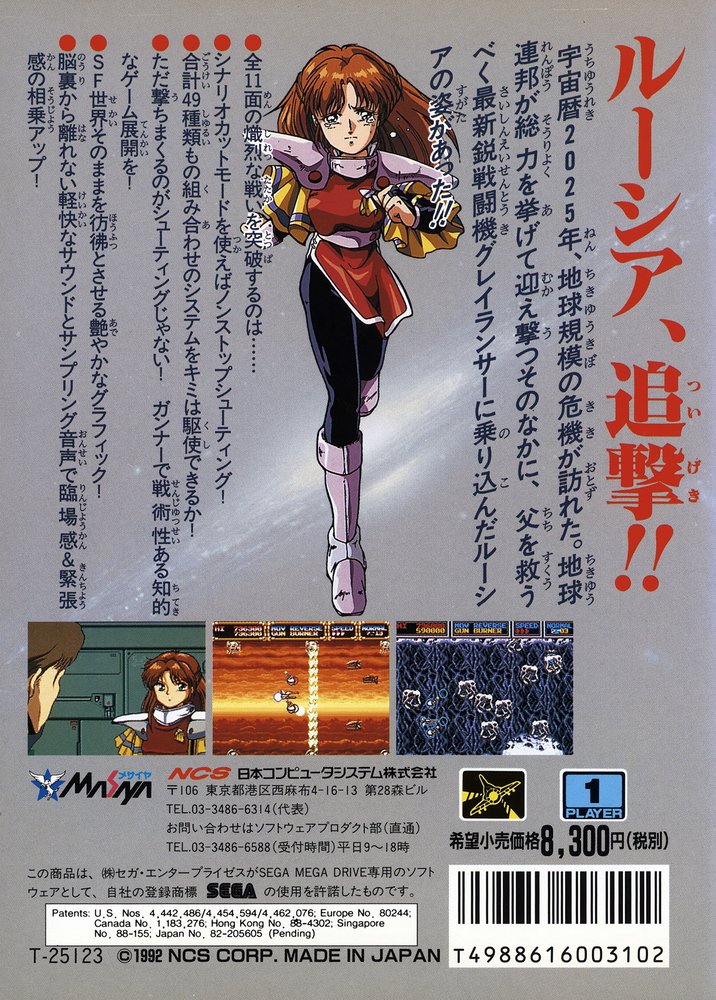 ルーシア、追撃!!
宇宙暦2025年、地球規模の危機が訪れた。地球
連邦が総力を挙げて迎え撃つそのなかに、父を救う
べく最新鋭戦闘機グレイランサーに乗り込んだルーシ
アの姿があった!!
●全11面の熾烈な戦いを突破するのは……
●シナリオカットモードを使えばノンストップシューティング!
●合計49種類もの組み合わせのシステムをキミは駆使できるか!
●ただ撃ちまくるのがシューティングじゃない! ガンナーで戦術性ある知的
なゲーム展開を!
●SF世界そのままを彷彿とさせる艶やかなグラフィック!
●脳裏から離れない軽快なサウンドとサンプリング音声で臨場感&緊張
感の相乗アップ!
HI 736300 MOV REVERSE SPEED NORMAL
736300 GUN BURNER
MOV REVERSE SPEED NORMAL
590000 GUN BURNER
メサイヤ
MASAYA
NCS 日本コンピュータシステム株式会社
〒106 東京都港区西麻布4-16-13 第28森ビル
TEL.03-3486-6314(代表)
お問い合わせはソフトウェアプロダクト部(直通)
TEL.03-3486-6588(受付時間)平日9〜18時
1
PLAYER
希望小売価格8,300円(税別)
この商品は、㈱セガ・エンタープライゼスがSEGA MEGA DRIVE専用のソフト
ウェアとして、自社の登録商標 SEGA の使用を許諾したものです。
Patents: U.S. Nos. 4,442,486/4,454,594/4,462,076; Europe No. 80244;
Canada No. 1,183,276; Hong Kong No. 88-4302; Singapore
No. 88-155; Japan No. 82-205605 (Pending)
T-25123 ©1992 NCS CORP. MADE IN JAPAN
T4988616003102